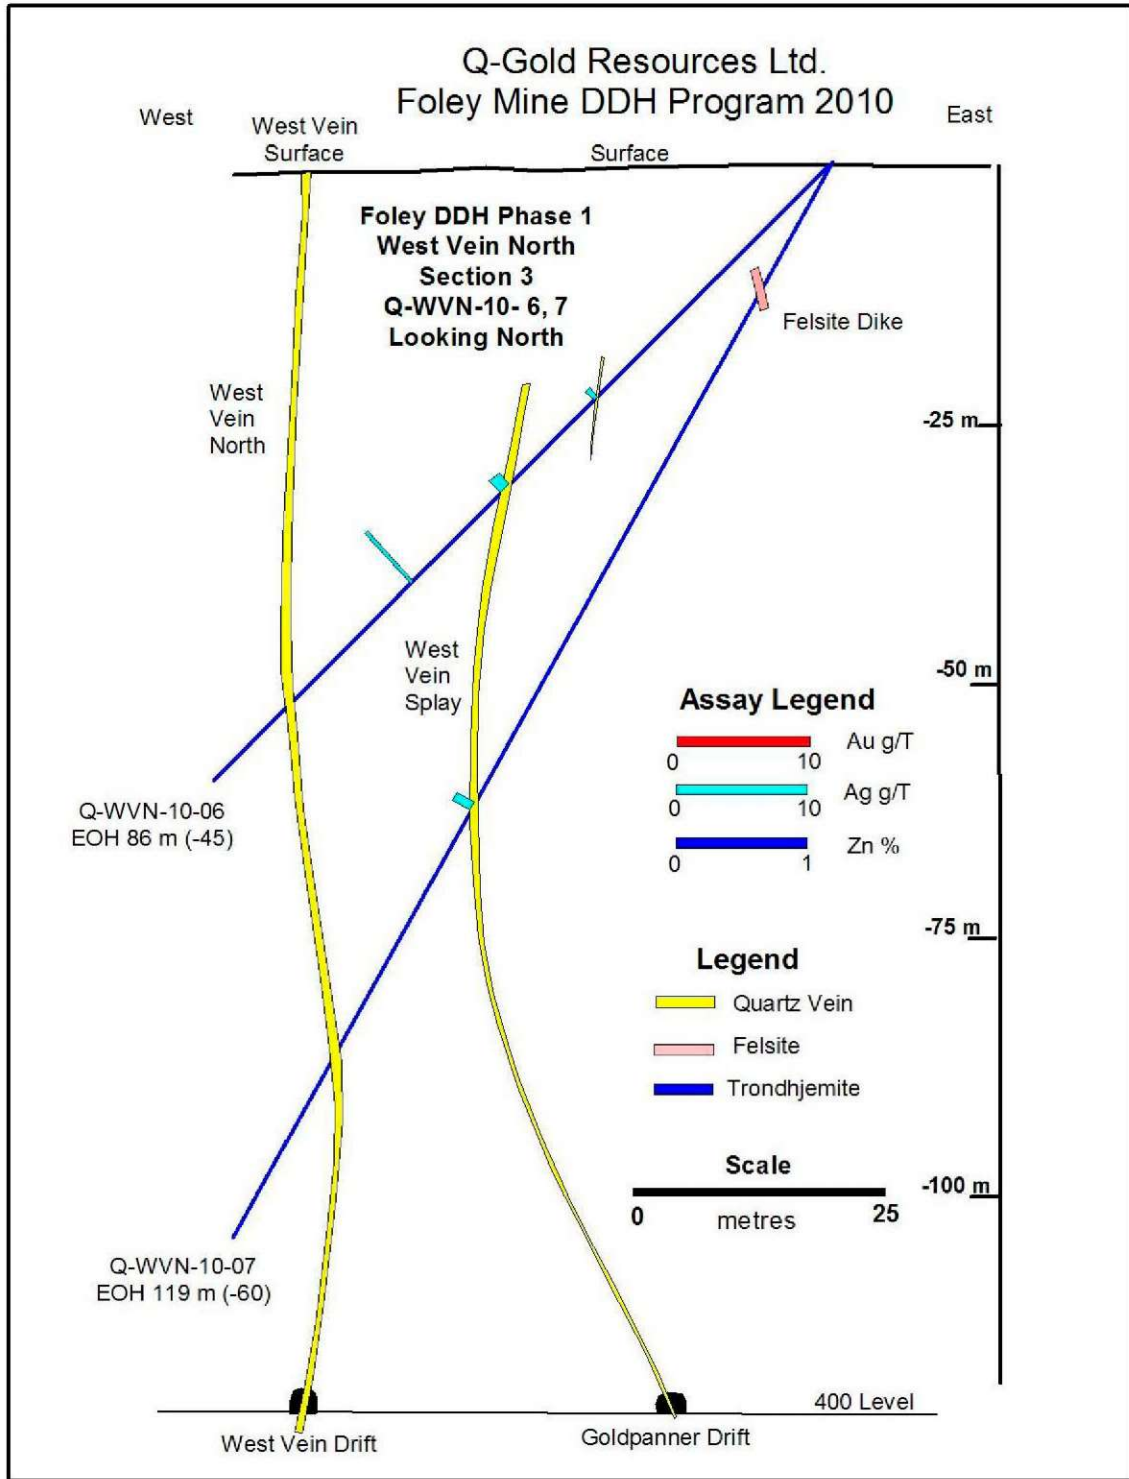 Q-Gold Resources Ltd.
Foley Mine DDH Program 2010
West
East
West Vein
Surface
Surface
Foley DDH Phase 1
West Vein North
Section 3
Q-WVN-10- 6, 7
Looking North
Felsite Dike
West
Vein
North
-25 m
West
Vein
Splay
-50 m
Assay Legend
Au g/T
0 10
Ag g/T
0 10
Zn %
0 1
Q-WVN-10-06
EOH 86 m (-45)
-75 m
Legend
Quartz Vein
Felsite
Trondhjemite
Scale
0 metres 25
-100 m
Q-WVN-10-07
EOH 119 m (-60)
400 Level
West Vein Drift
Goldpanner Drift